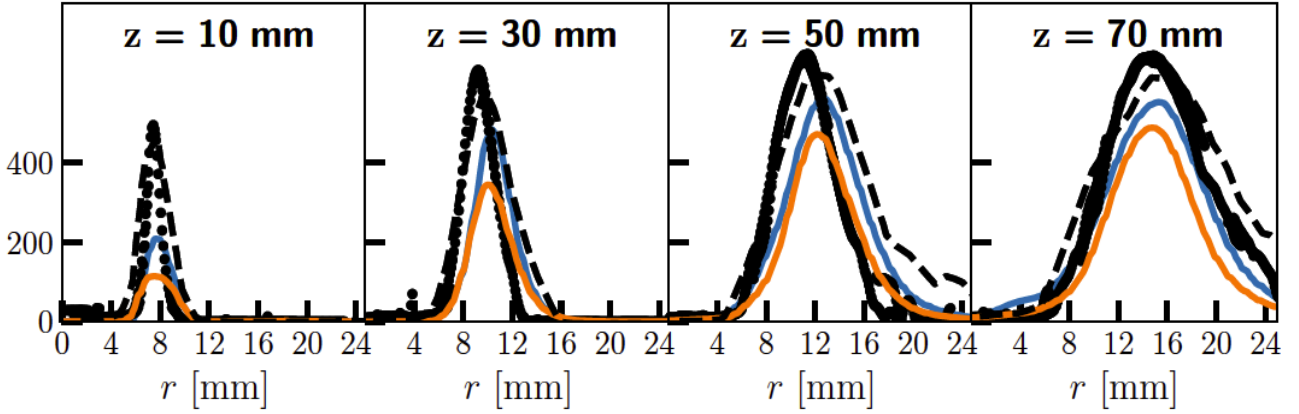 z = 10 mm z = 30 mm z = 50 mm z = 70 mm
400
200
0
0 4 8 12 16 20 24 4 8 12 16 20 24 4 8 12 16 20 24 4 8 12 16 20 24
r [mm] r [mm] r [mm] r [mm]